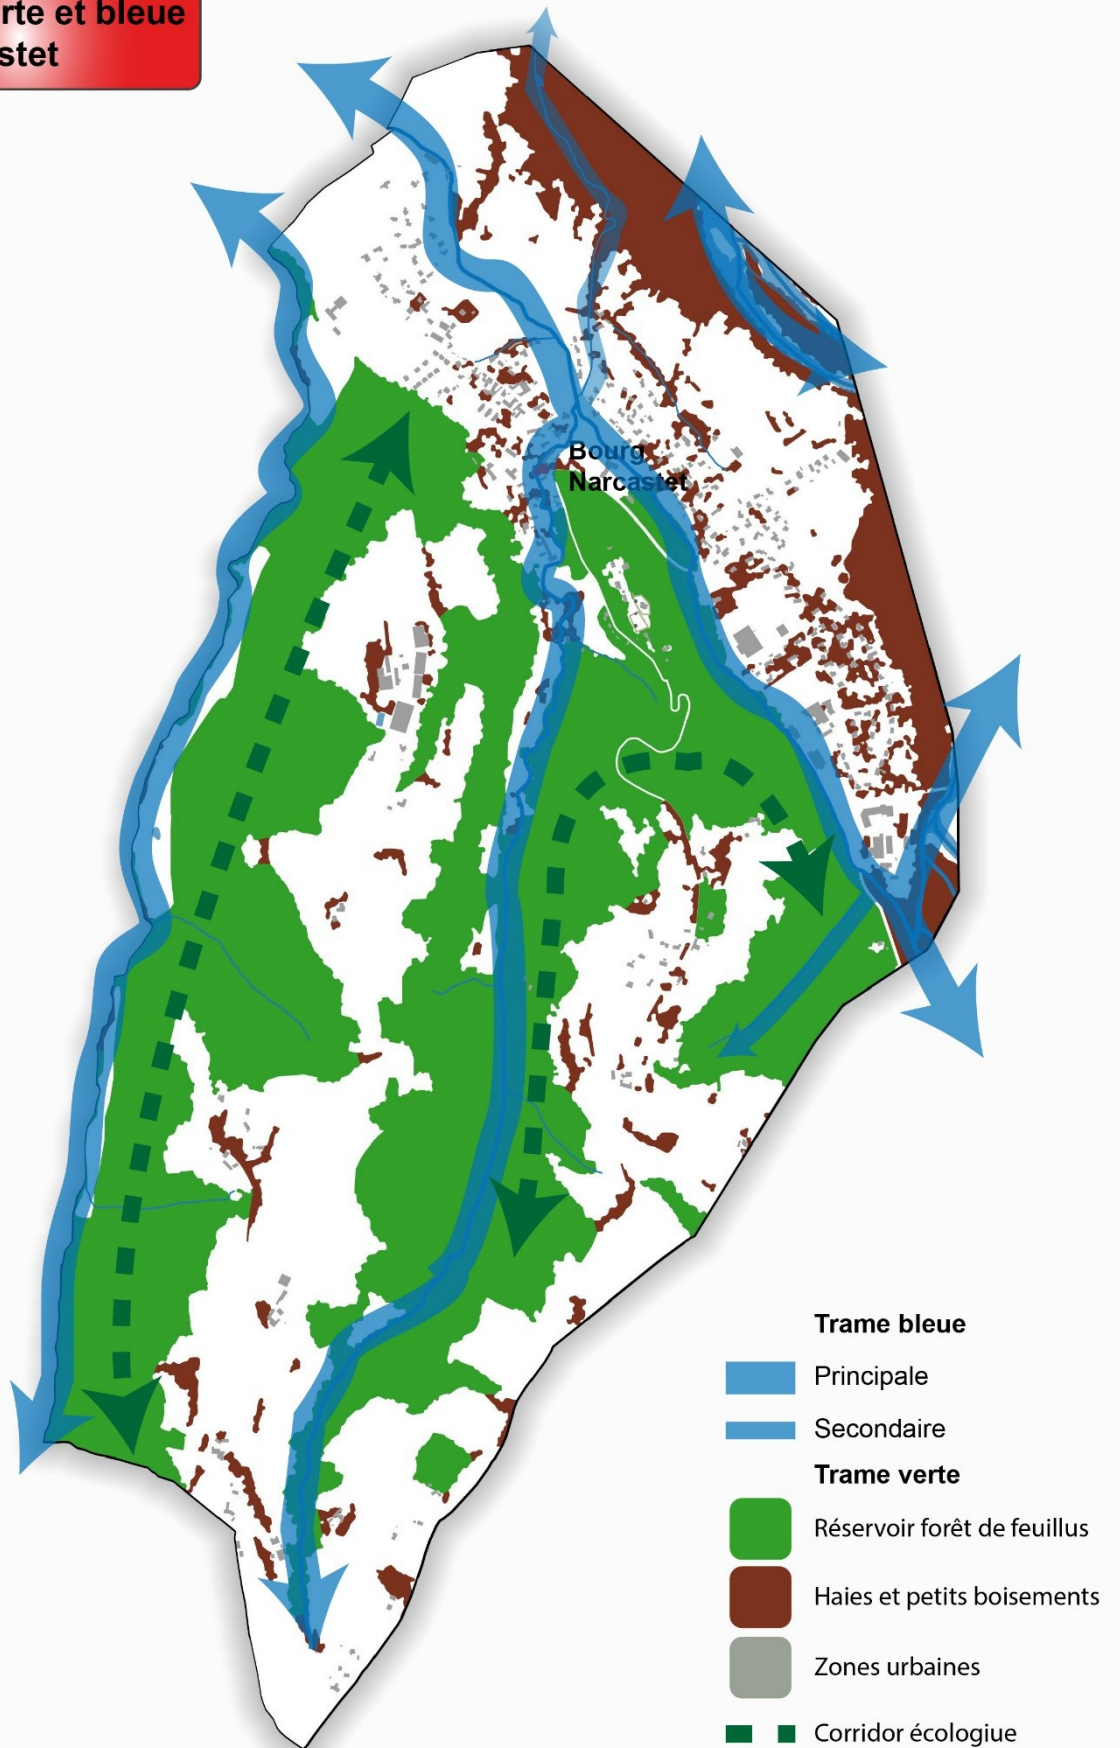 rte et bleue
stet
Bourg
Narcastet
Trame bleue
Principale
Secondaire
Trame verte
Réservoir forêt de feuillus
Haies et petits boisements
Zones urbaines
Corridor écologiue